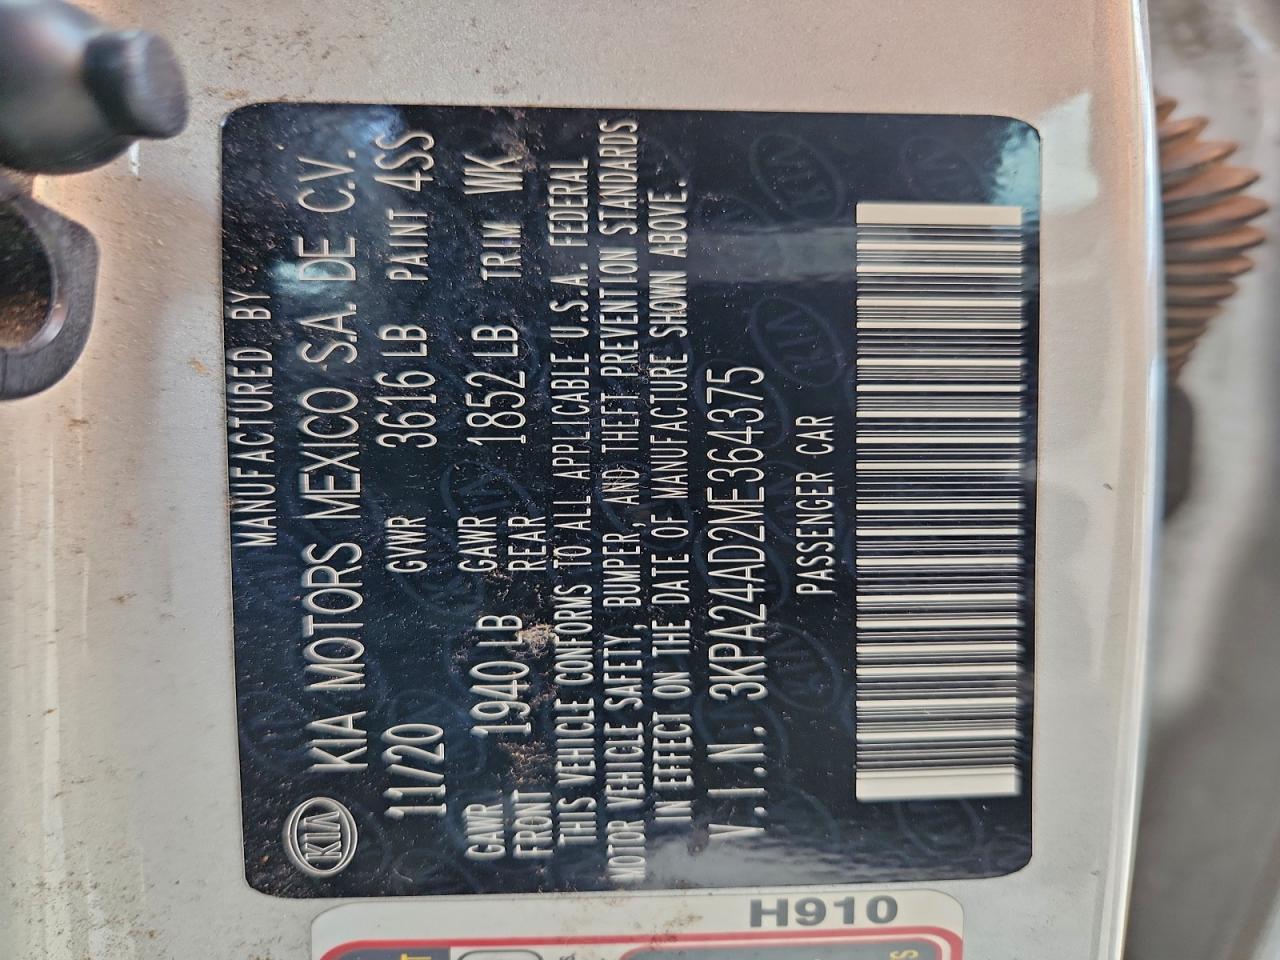 MANUFACTURED BY
KIA KIA MOTORS MEXICO S.A. DE C.V.
11/20 GVWR 3616 LB PAINT 4SS
GAWR FRONT 1940 LB GAWR REAR 1852 LB TRIM WK
THIS VEHICLE CONFORMS TO ALL APPLICABLE U.S.A. FEDERAL
MOTOR VEHICLE SAFETY, BUMPER, AND THEFT PREVENTION STANDARDS
IN EFFECT ON THE DATE OF MANUFACTURE SHOWN ABOVE.
V.I.N. 3KPA24AD2ME364375
PASSENGER CAR
H910